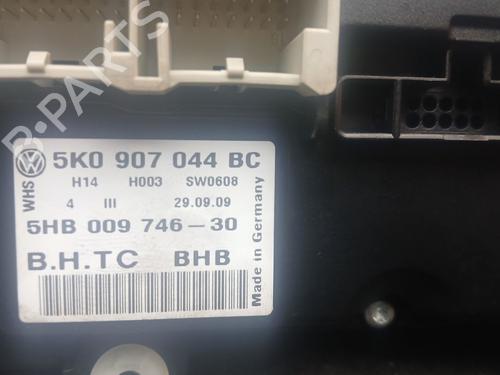 B-PARTS
5K0 907 044 BC
WHS
H14 H003 SW0608
4 III 29.09.09
5HB 009 746-30
B.H.TC BHB
Made in Germany